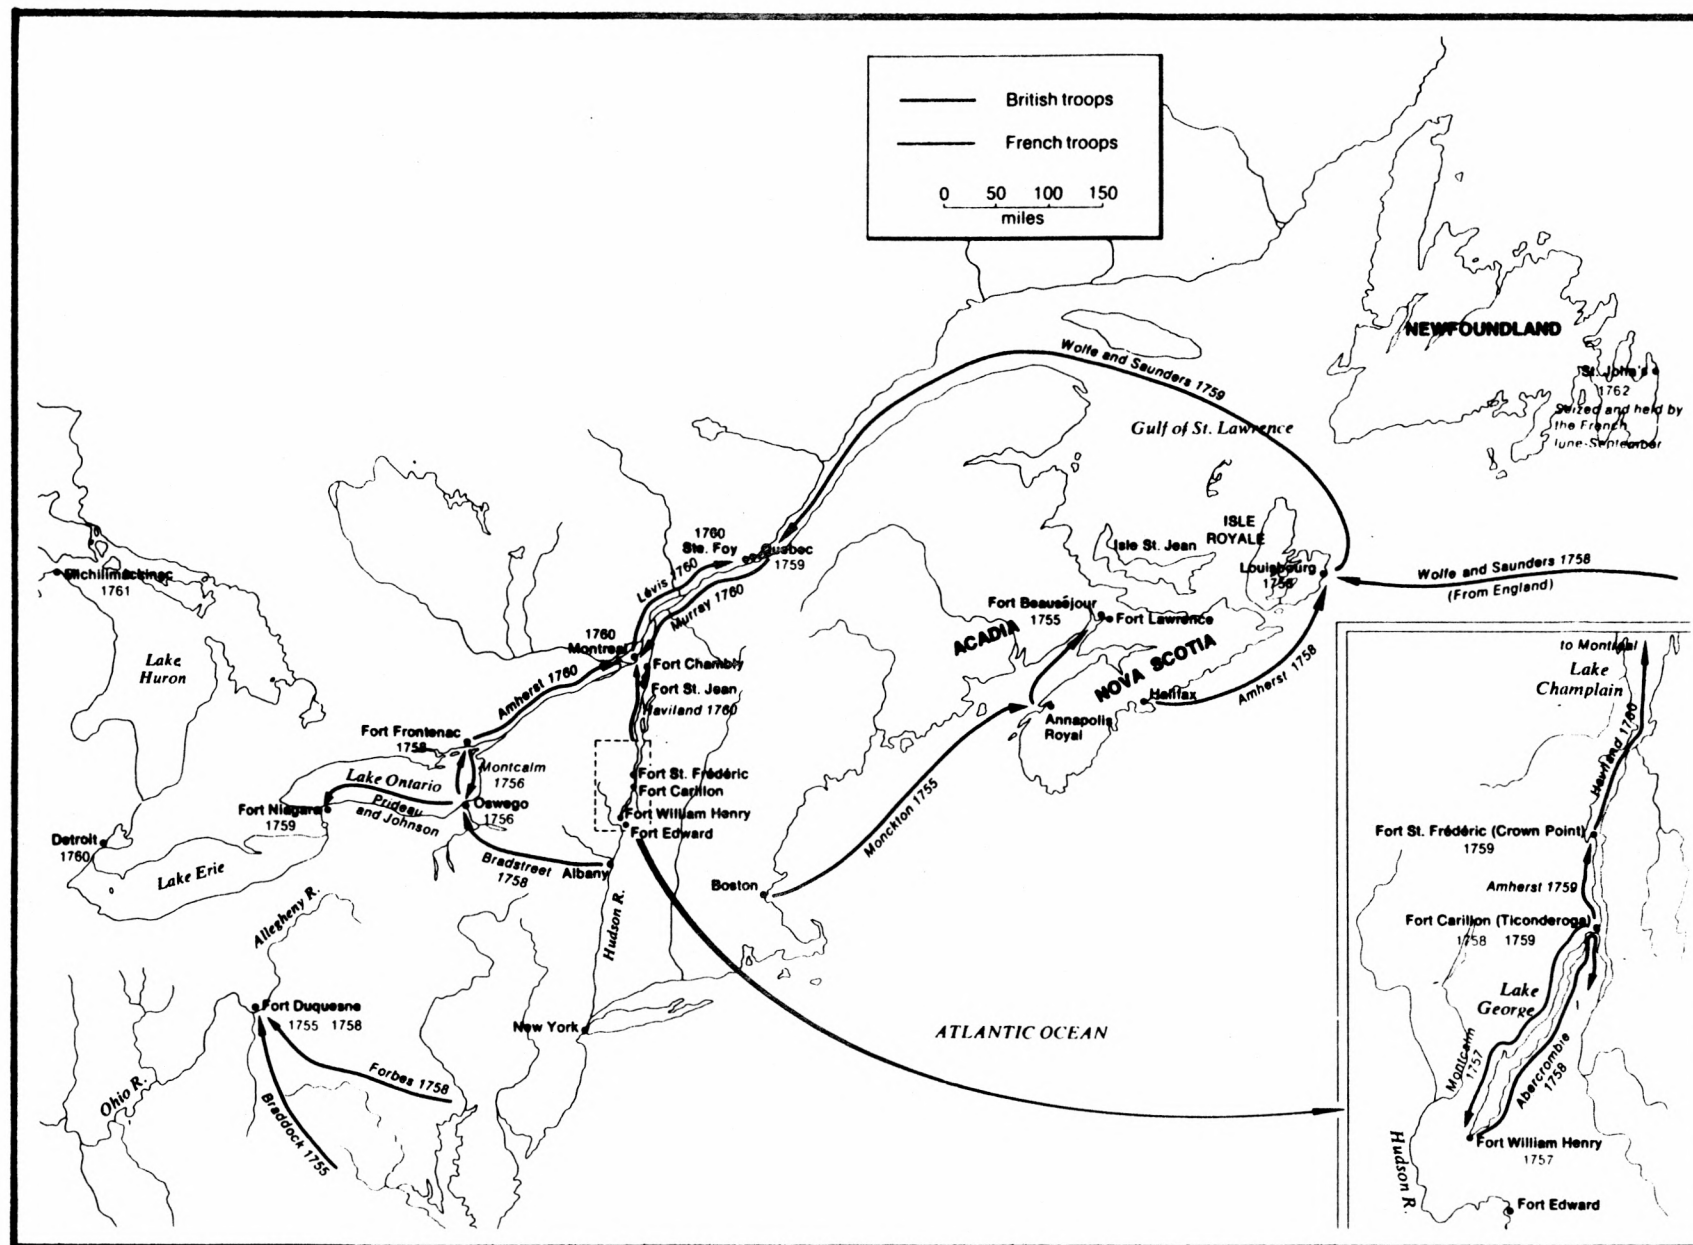 British troops
French troops
0 50 100 150
miles
NEWFOUNDLAND
St. John's
1762
Seized and held by
the French
June-September
Wolfe and Saunders 1759
Gulf of St. Lawrence
ISLE
ROYALE
Isle St. Jean
Louisbourg
1758
Wolfe and Saunders 1758
(From England)
1760
Ste. Foy
Quebec
1759
Lévis 1760
Murray 1760
Michilimackinac
1761
Lake
Huron
1760
Montreal
Fort Chambly
Fort St. Jean
Haviland 1760
Amherst 1760
Fort Beauséjour
1755
Fort Lawrence
ACADIA
NOVA SCOTIA
Halifax
Amherst 1758
Annapolis
Royal
Monckton 1755
Boston
Fort Frontenac
1758
Montcalm
1756
Lake Ontario
Prideau
and Johnson
Oswego
1756
Fort Niagara
1759
Fort St. Frédéric
Fort Carillon
Fort William Henry
Fort Edward
Detroit
1760
Lake Erie
Bradstreet
1758
Albany
Hudson R.
Allegheny R.
Fort Duquesne
1755 1758
Forbes 1758
Braddock 1755
Ohio R.
New York
ATLANTIC OCEAN
to Montreal
Lake
Champlain
Haviland 1760
Fort St. Frédéric (Crown Point)
1759
Amherst 1759
Fort Carillon (Ticonderoga)
1758 1759
Lake
George
Montcalm
1757
Abercrombie
1758
Fort William Henry
1757
Hudson R.
Fort Edward